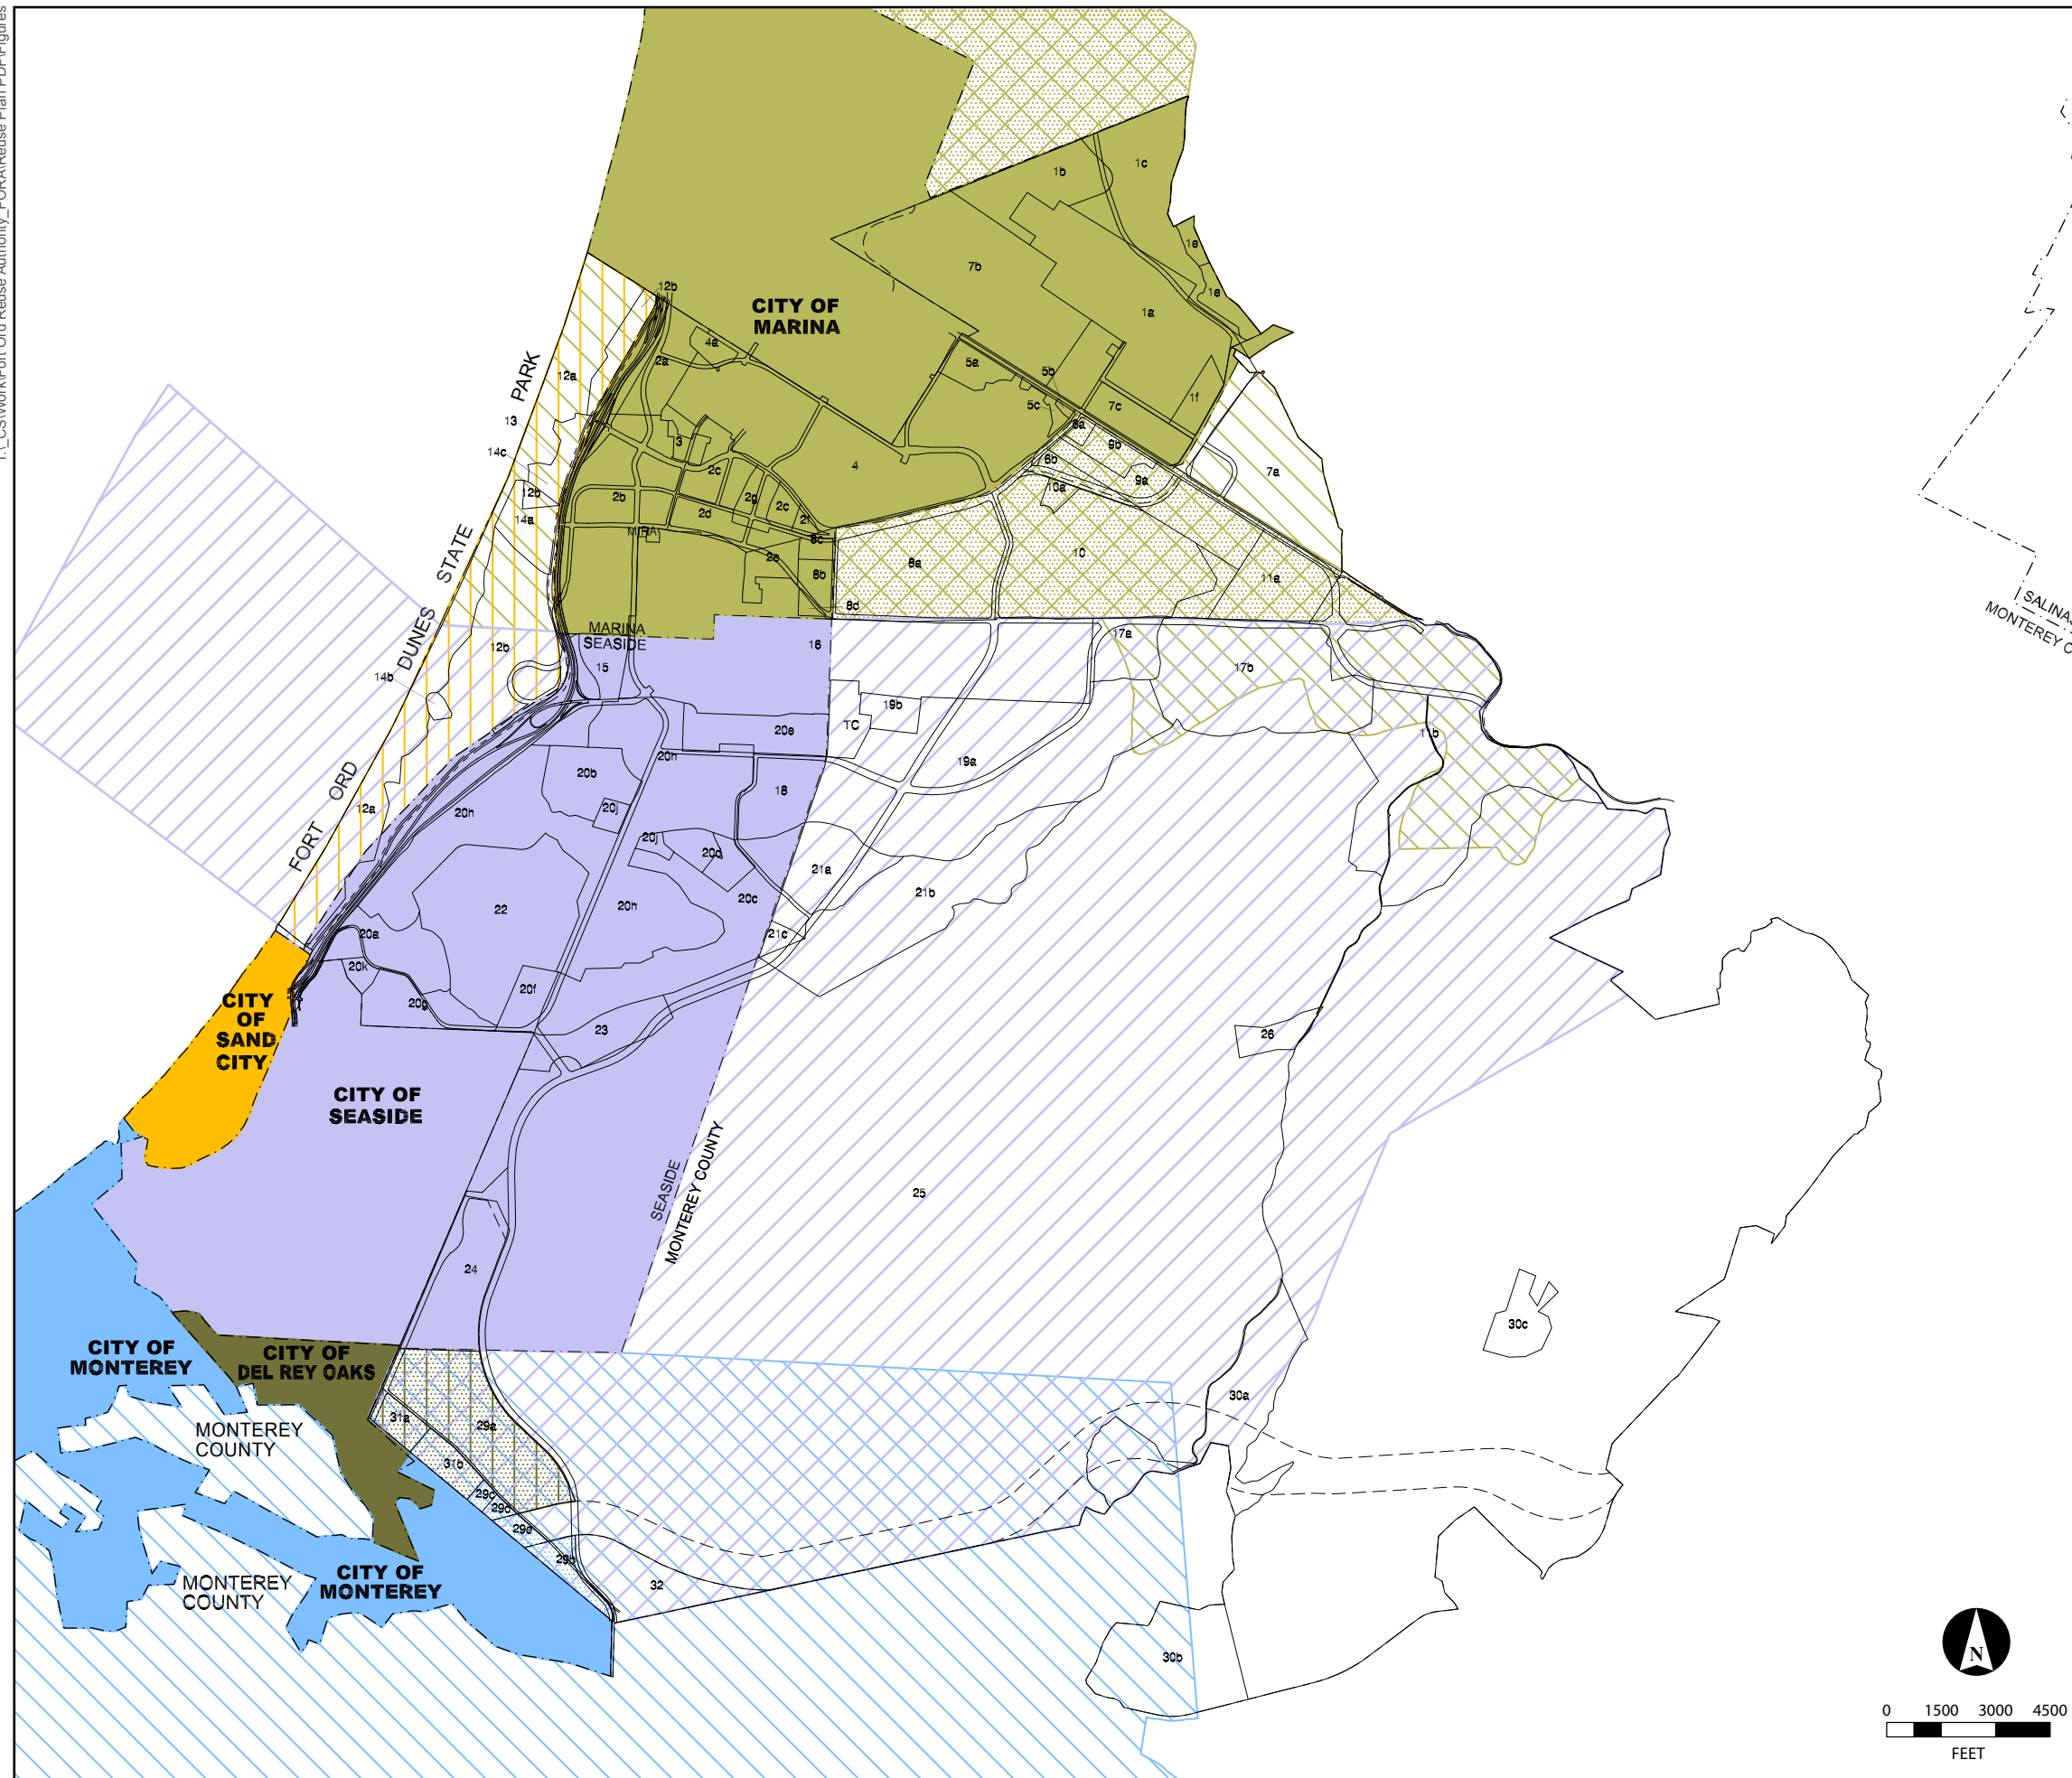 1b
1c
1e
7b
1e
12b
1a
CITY OF
MARINA
4a
2a
5a
5b
12a
PARK
1f
5c
7c
13
8a
3
9b
14c
6b
4
2c
7a
9a
12b
10a
2b
2g
2c
2d
2f
14a
MIRA
STATE
10
2e
8a
6b
11a
8d
DUNES
MARINA
SEASIDE
SALINAS
MONTEREY C
17a
16
12b
15
17b
14b
19b
TC
20e
11b
20h
19a
20b
ORD
18
20j
12a
20h
20j
FORT
20d
21a
21b
20c
22
20h
20a
21c
20k
20f
CITY
OF
SAND
CITY
20g
23
26
CITY OF
SEASIDE
SEASIDE
MONTEREY COUNTY
25
24
30c
CITY OF
MONTEREY
CITY OF
DEL REY OAKS
30a
31a
29a
MONTEREY
COUNTY
31b
29c
29d
29e
29b
CITY OF
MONTEREY
MONTEREY
COUNTY
32
30b
N
0 1500 3000 4500
FEET